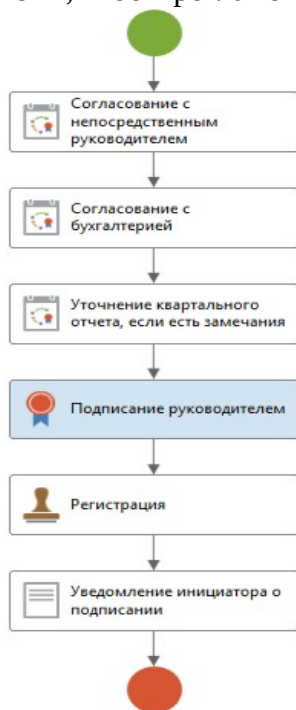 Согласование с
непосредственным
руководителем
Согласование с
бухгалтерией
Уточнение квартального
отчета, если есть замечания
Подписание руководителем
Регистрация
Уведомление инициатора о
подписании